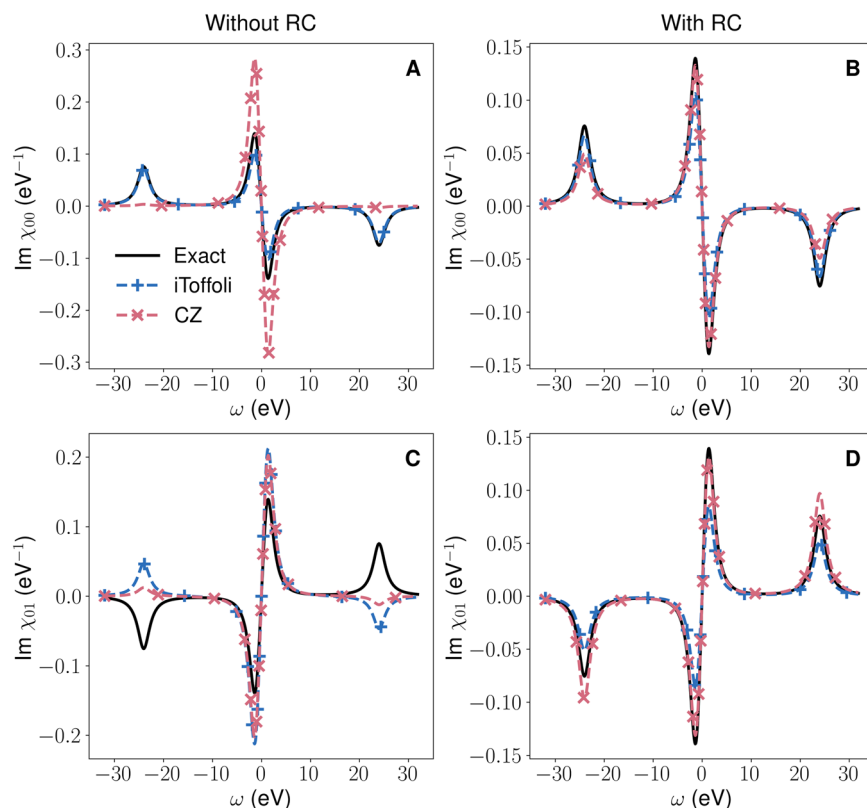 Without RC
With RC
A
0.3
0.2
0.1
0.0
−0.1
−0.2
−0.3
Im χ00 (eV−1)
Exact
iToffoli
CZ
−30 −20 −10 0 10 20 30
ω (eV)
B
0.15
0.10
0.05
0.00
−0.05
−0.10
−0.15
Im χ00 (eV−1)
−30 −20 −10 0 10 20 30
ω (eV)
C
0.2
0.1
0.0
−0.1
−0.2
Im χ01 (eV−1)
−30 −20 −10 0 10 20 30
ω (eV)
D
0.15
0.10
0.05
0.00
−0.05
−0.10
−0.15
Im χ01 (eV−1)
−30 −20 −10 0 10 20 30
ω (eV)